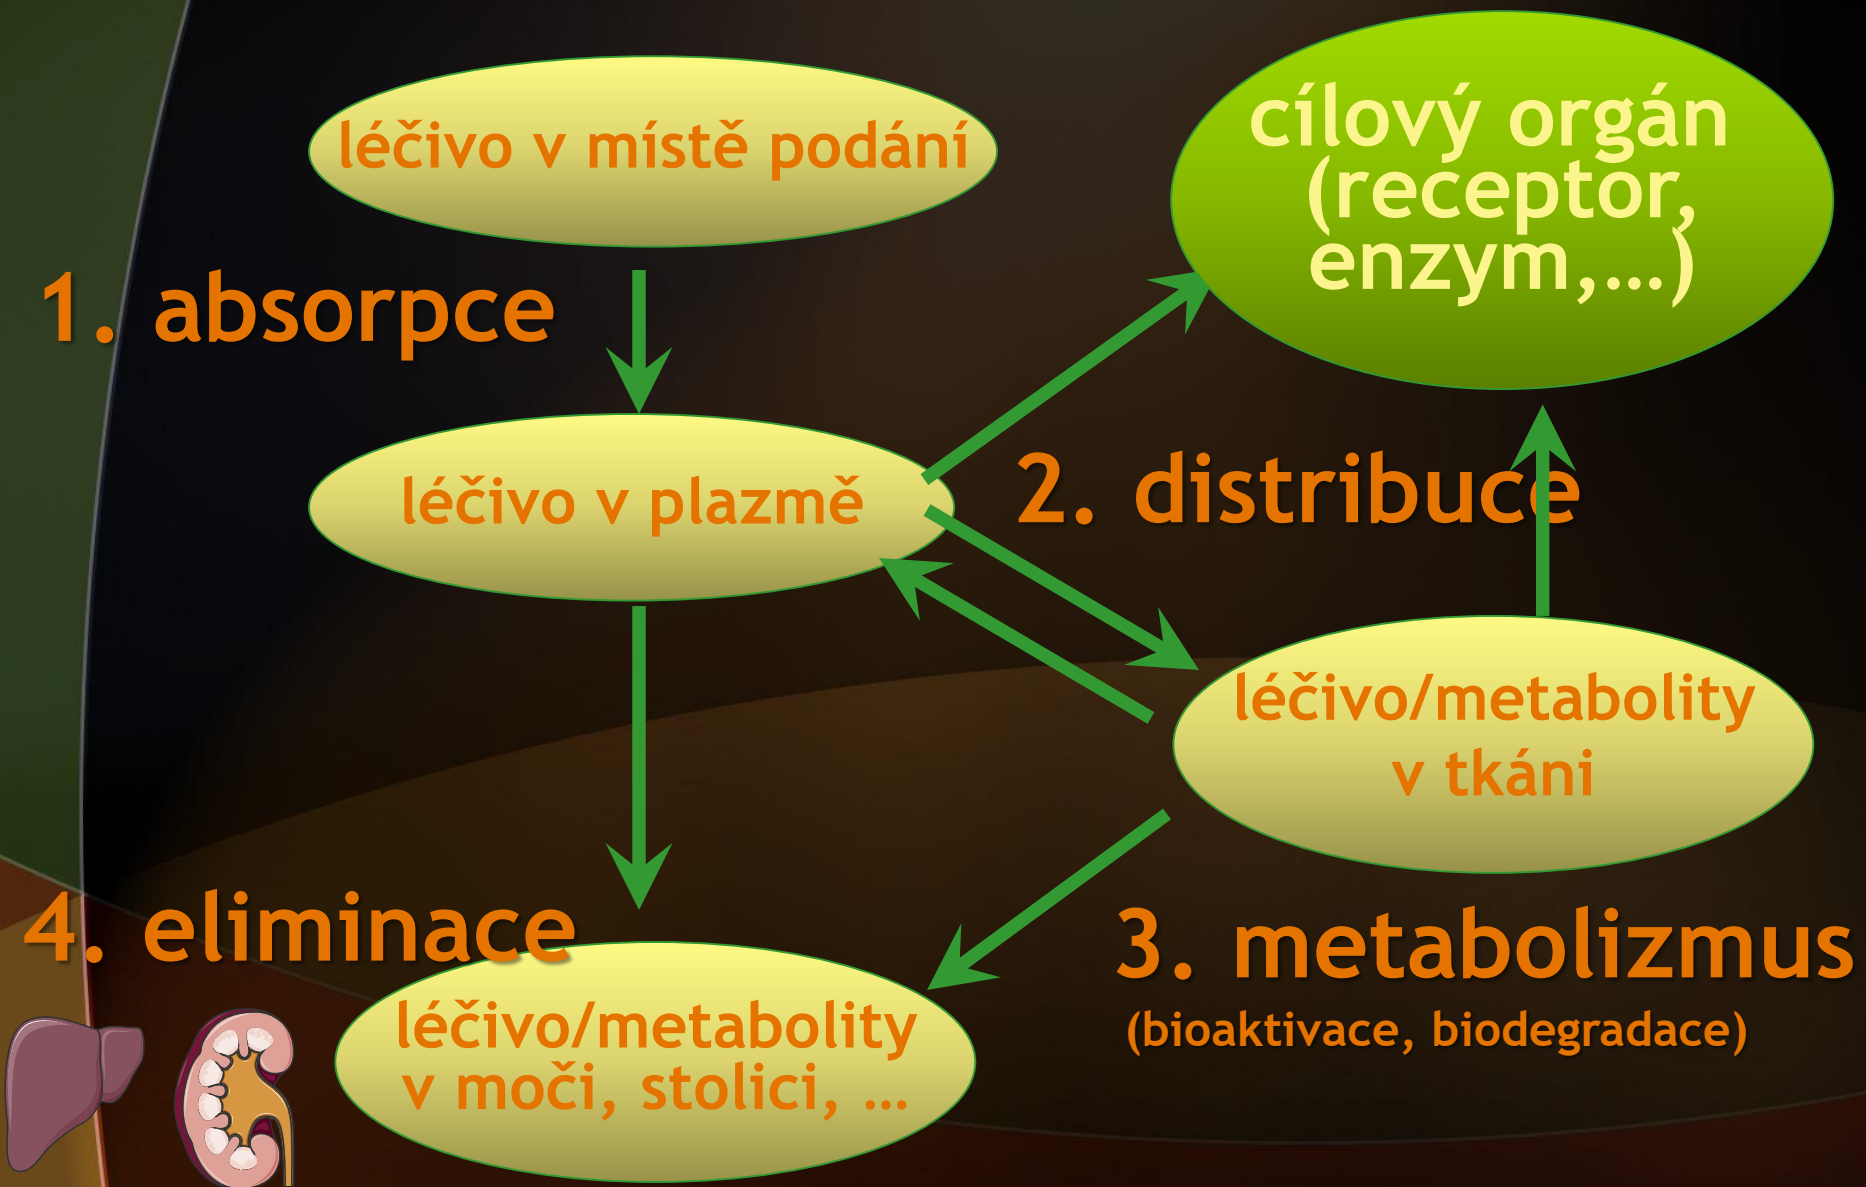 léčivo v místě podání
cílový orgán
(receptor,
enzym,…)
1. absorpce
léčivo v plazmě
2. distribuce
léčivo/metabolity
v tkáni
4. eliminace
3. metabolizmus
(bioaktivace, biodegradace)
léčivo/metabolity
v moči, stolici, …